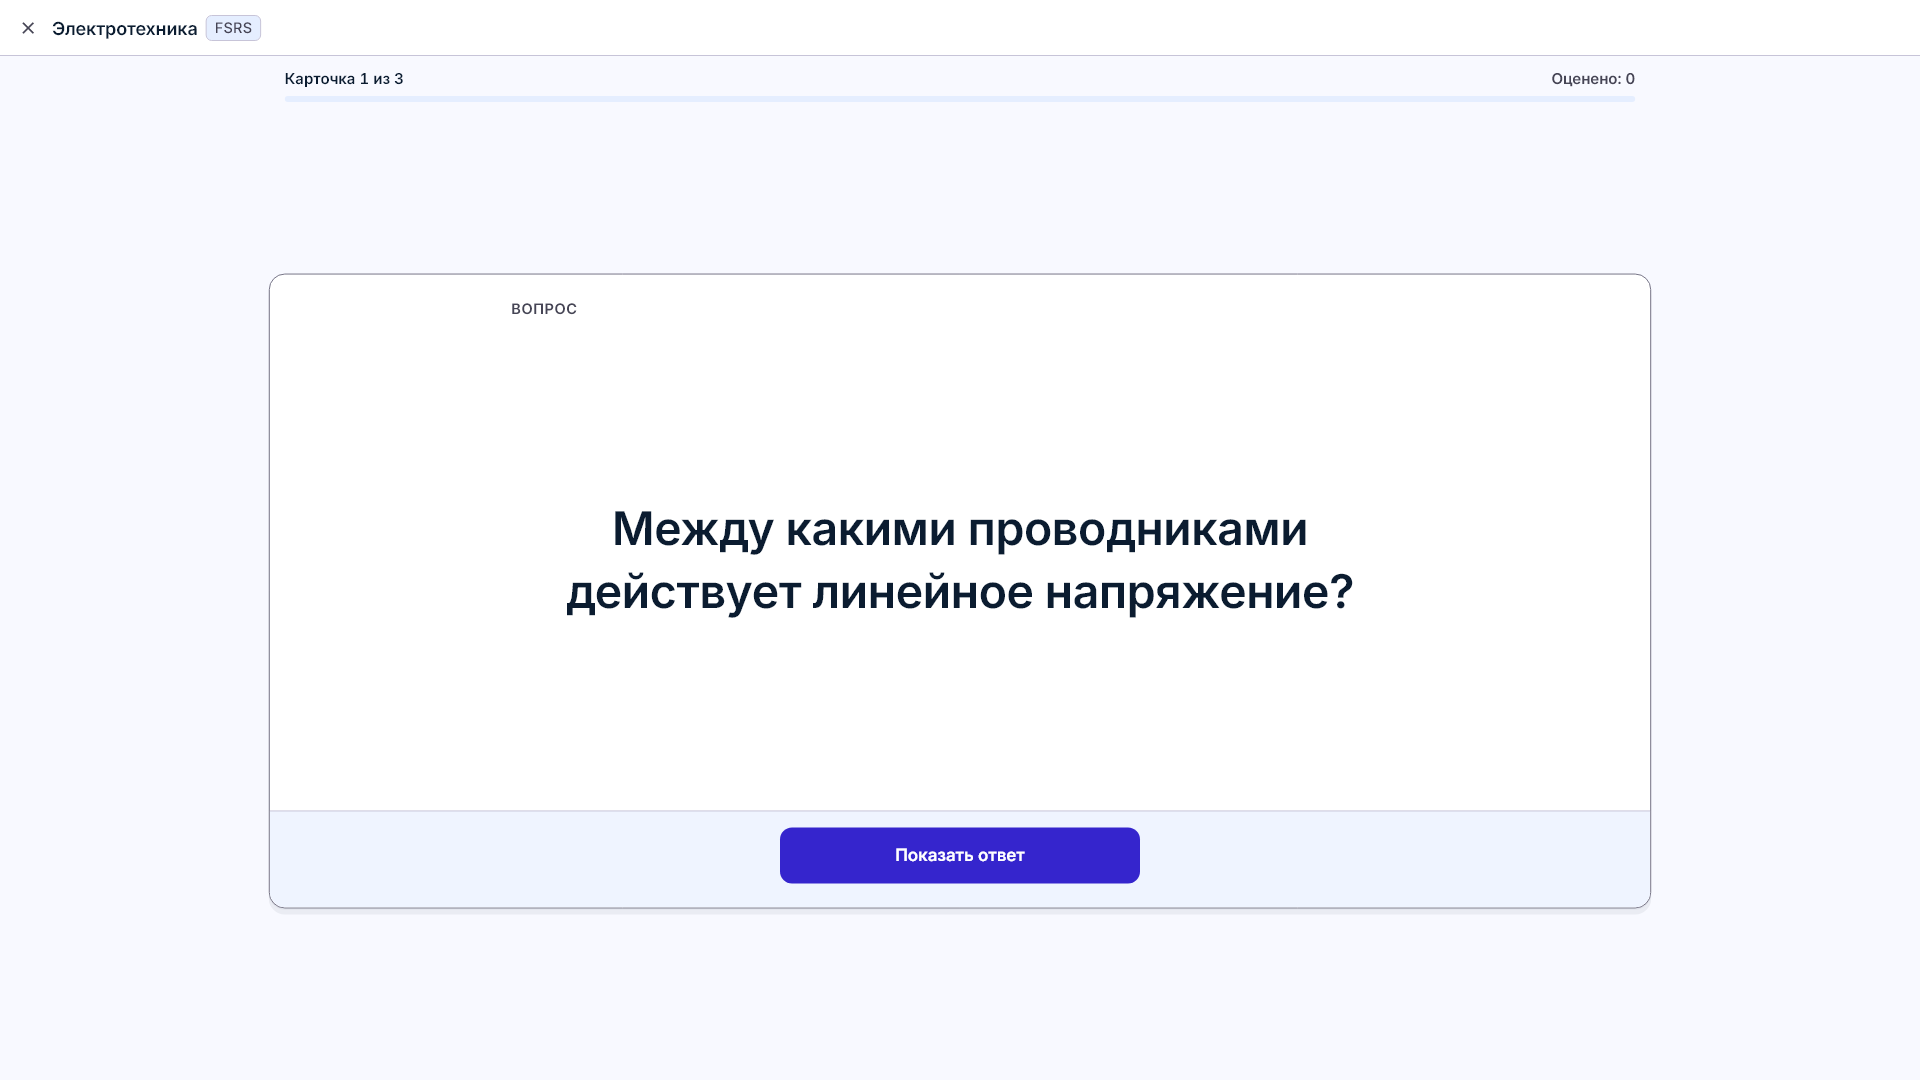 Электротехника FSRS
Карточка 1 из 3
Оценено: 0
ВОПРОС
Между какими проводниками
действует линейное напряжение?
Показать ответ